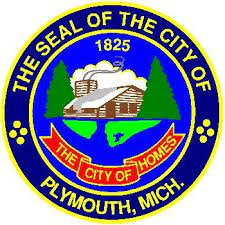 THE SEAL OF THE CITY OF
1825
THE CITY OF HOMES
PLYMOUTH, MICH.